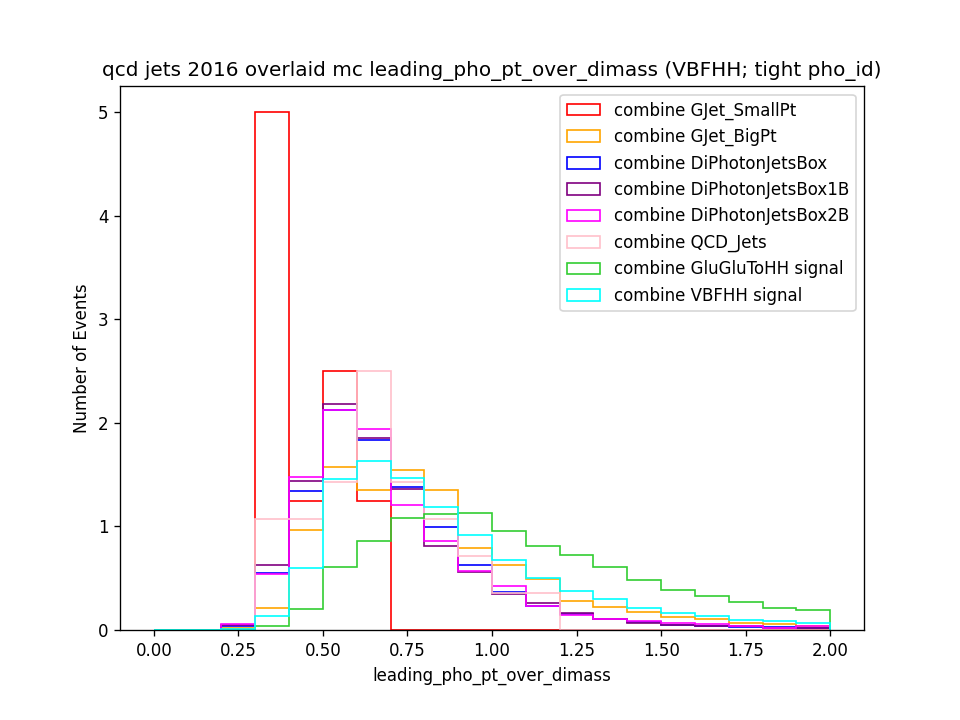 qcd jets 2016 overlaid mc leading_pho_pt_over_dimass (VBFHH; tight pho_id)
combine GJet_SmallPt
combine GJet_BigPt
combine DiPhotonJetsBox
combine DiPhotonJetsBox1B
combine DiPhotonJetsBox2B
combine QCD_Jets
combine GluGluToHH signal
combine VBFHH signal
Number of Events
5
4
3
2
1
0
0.00 0.25 0.50 0.75 1.00 1.25 1.50 1.75 2.00
leading_pho_pt_over_dimass